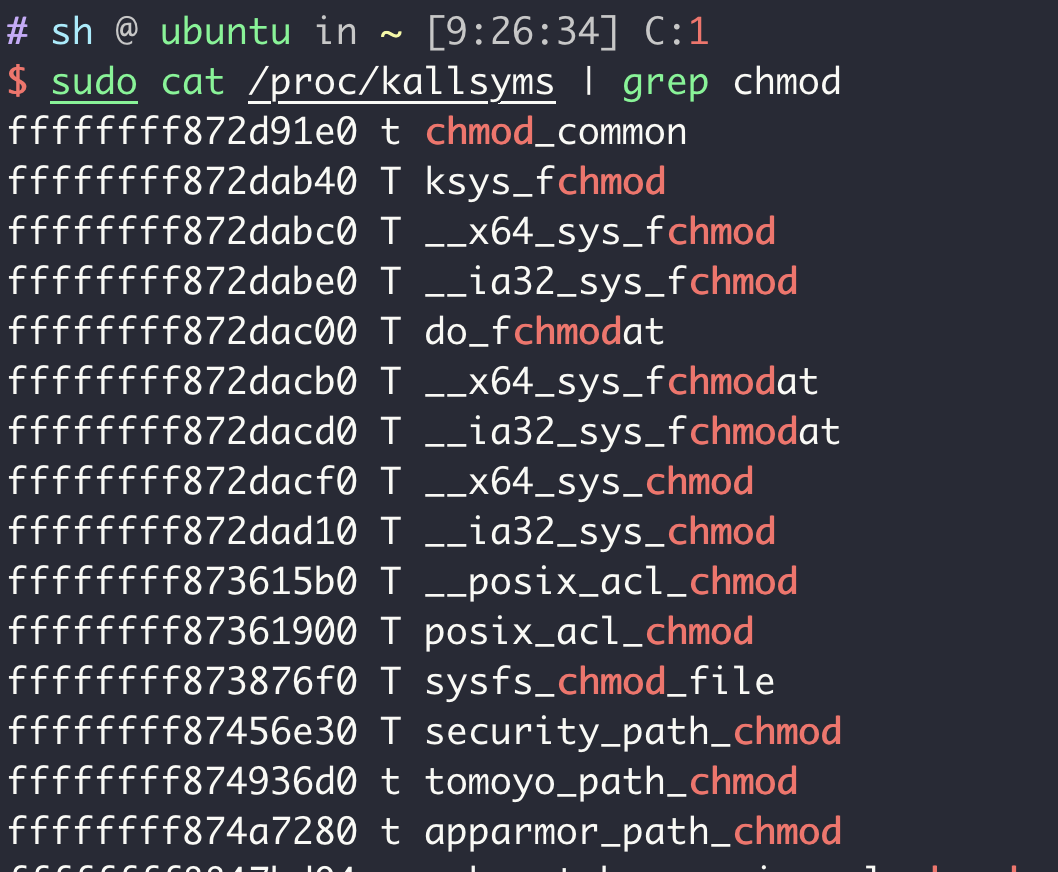 # sh @ ubuntu in ~ [9:26:34] C:1
$ sudo cat /proc/kallsyms | grep chmod
ffffffff872d91e0 t chmod_common
ffffffff872dab40 T ksys_fchmod
ffffffff872dabc0 T __x64_sys_fchmod
ffffffff872dabe0 T __ia32_sys_fchmod
ffffffff872dac00 T do_fchmodat
ffffffff872dacb0 T __x64_sys_fchmodat
ffffffff872dacd0 T __ia32_sys_fchmodat
ffffffff872dacf0 T __x64_sys_chmod
ffffffff872dad10 T __ia32_sys_chmod
ffffffff873615b0 T __posix_acl_chmod
ffffffff87361900 T posix_acl_chmod
ffffffff873876f0 T sysfs_chmod_file
ffffffff87456e30 T security_path_chmod
ffffffff874936d0 t tomoyo_path_chmod
ffffffff874a7280 t apparmor_path_chmod